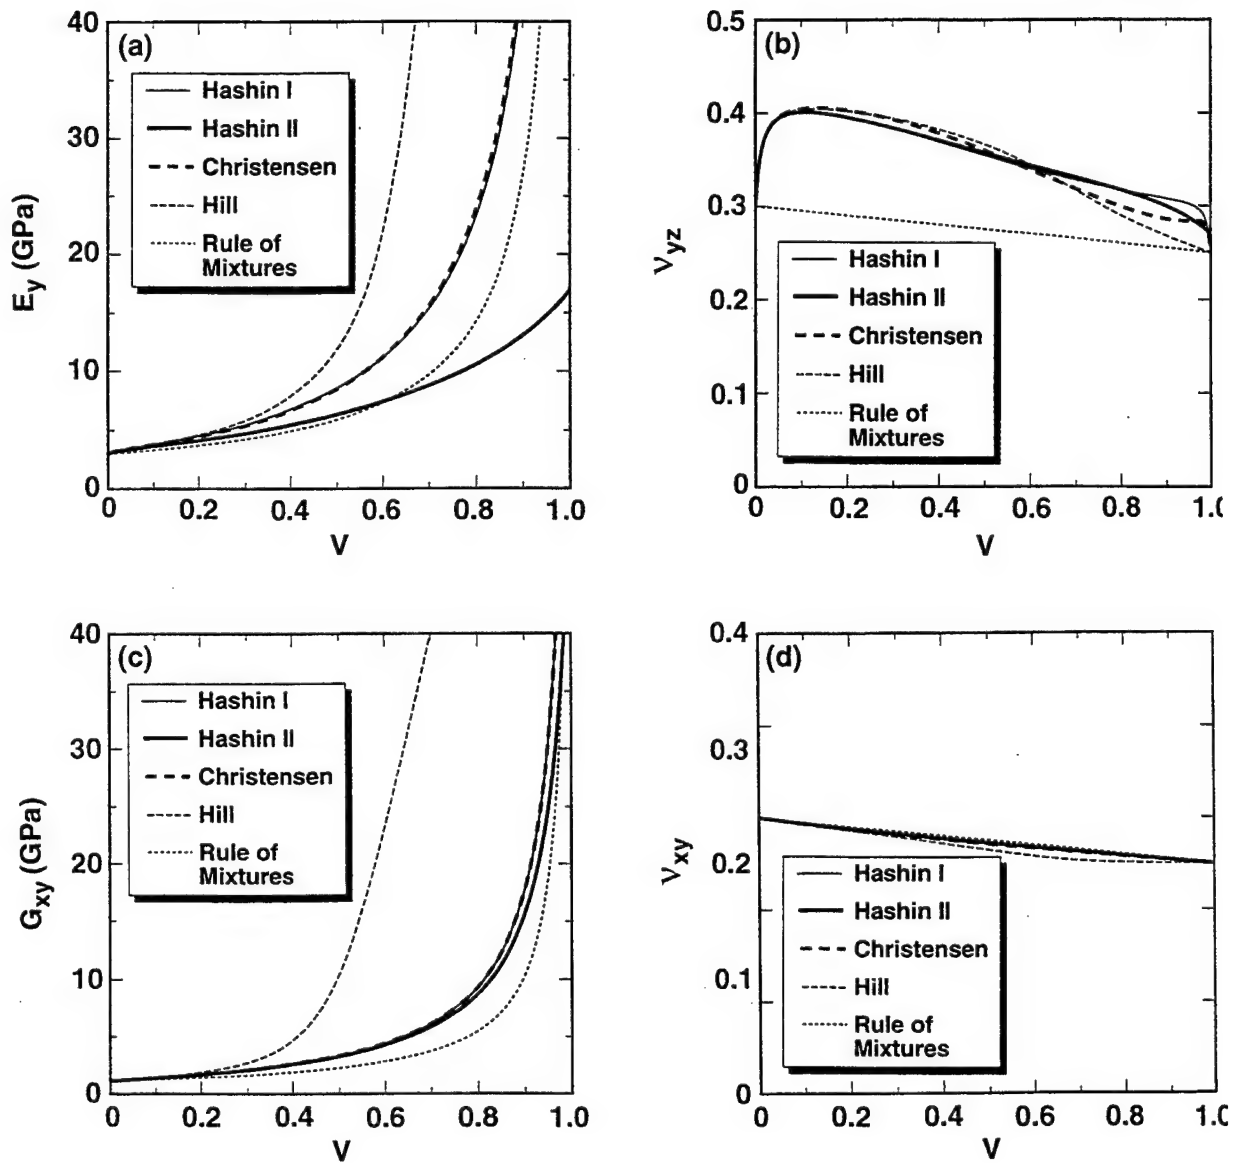 (a)
40
30
20
10
0
E_y (GPa)
Hashin I
Hashin II
Christensen
Hill
Rule of
Mixtures
0 0.2 0.4 0.6 0.8 1.0
V
(b)
0.5
0.4
0.3
0.2
0.1
0
ν_yz
Hashin I
Hashin II
Christensen
Hill
Rule of
Mixtures
0 0.2 0.4 0.6 0.8 1.0
V
(c)
40
30
20
10
0
G_xy (GPa)
Hashin I
Hashin II
Christensen
Hill
Rule of
Mixtures
0 0.2 0.4 0.6 0.8 1.0
V
(d)
0.4
0.3
0.2
0.1
0
ν_xy
Hashin I
Hashin II
Christensen
Hill
Rule of
Mixtures
0 0.2 0.4 0.6 0.8 1.0
V